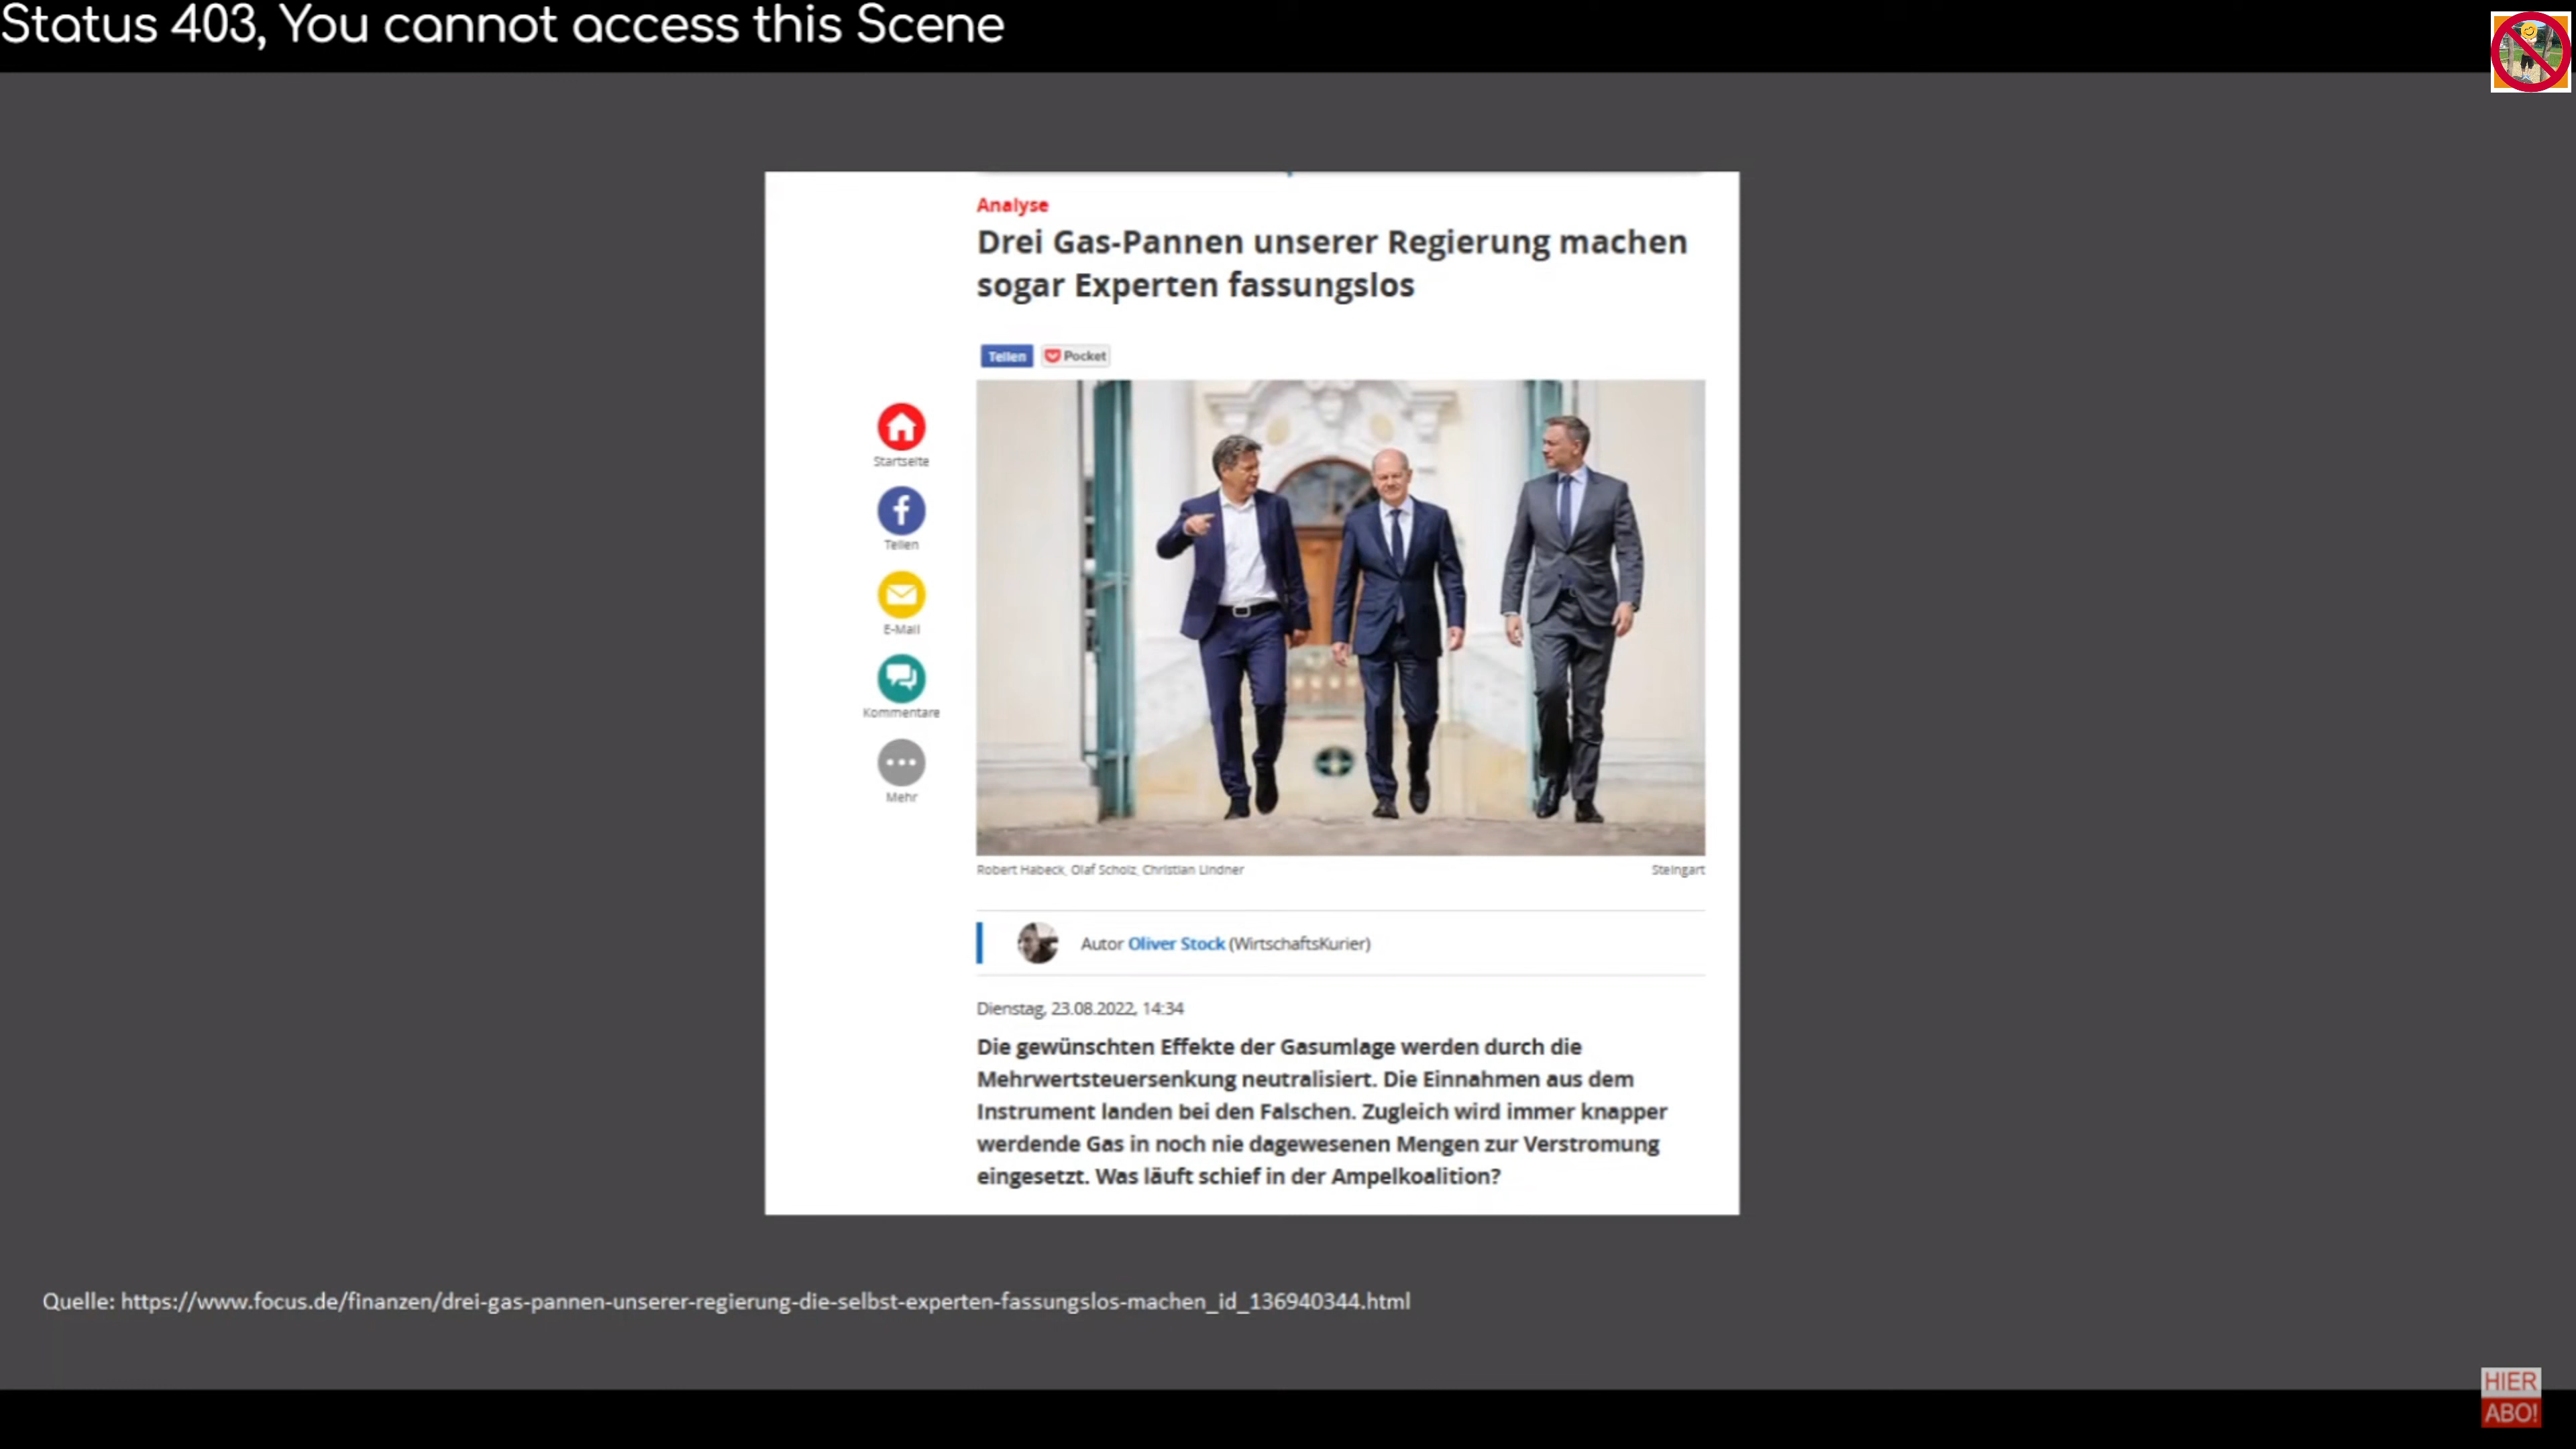 Status 403, You cannot access this Scene
Analyse
Drei Gas-Pannen unserer Regierung machen
sogar Experten fassungslos
Teilen Pocket
Startseite
Teilen
E-Mail
Kommentare
Mehr
Robert Habeck, Olaf Scholz, Christian Lindner Steingart
Autor Oliver Stock (WirtschaftsKurier)
Dienstag, 23.08.2022, 14:34
Die gewünschten Effekte der Gasumlage werden durch die
Mehrwertsteuersenkung neutralisiert. Die Einnahmen aus dem
Instrument landen bei den Falschen. Zugleich wird immer knapper
werdende Gas in noch nie dagewesenen Mengen zur Verstromung
eingesetzt. Was läuft schief in der Ampelkoalition?
Quelle: https://www.focus.de/finanzen/drei-gas-pannen-unserer-regierung-die-selbst-experten-fassungslos-machen_id_136940344.html
HIER
ABO!